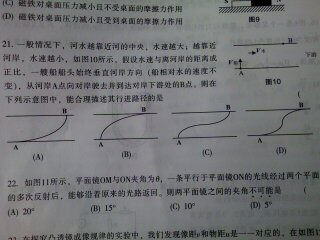 (C) 磁铁对桌面压力减小且不受桌面的摩擦力作用
(D) 磁铁对桌面压力减小且受到桌面的摩擦力作用
图9
21. 一般情况下，河水越靠近河的中央，水速越大；越靠近
河岸，水速越小，如图10所示，假设水速与离河岸的距离成
正比，一艘船船头始终垂直河岸方向（船相对水的速度不
变），从河岸A点向对岸驶去并到达对岸下游处的B点，则在
下列示意图中，能合理描述其行进路径的是
B
A
图10
B
A
(A)
B
A
(B)
B
A
(C)
B
A
(D)
22. 如图11所示，平面镜OM与ON夹角为θ，一条平行于平面镜ON的光线经过两个平面
的多次反射后，能够沿着原来的光路返回。则两平面镜之间的夹角不可能是 (
(A) 20°
(B) 15°
(C) 10°
(D) 5°
23. 在探究凸透镜成像规律的实验中，我们发现像距v和物距u是一一对应的，在如图1